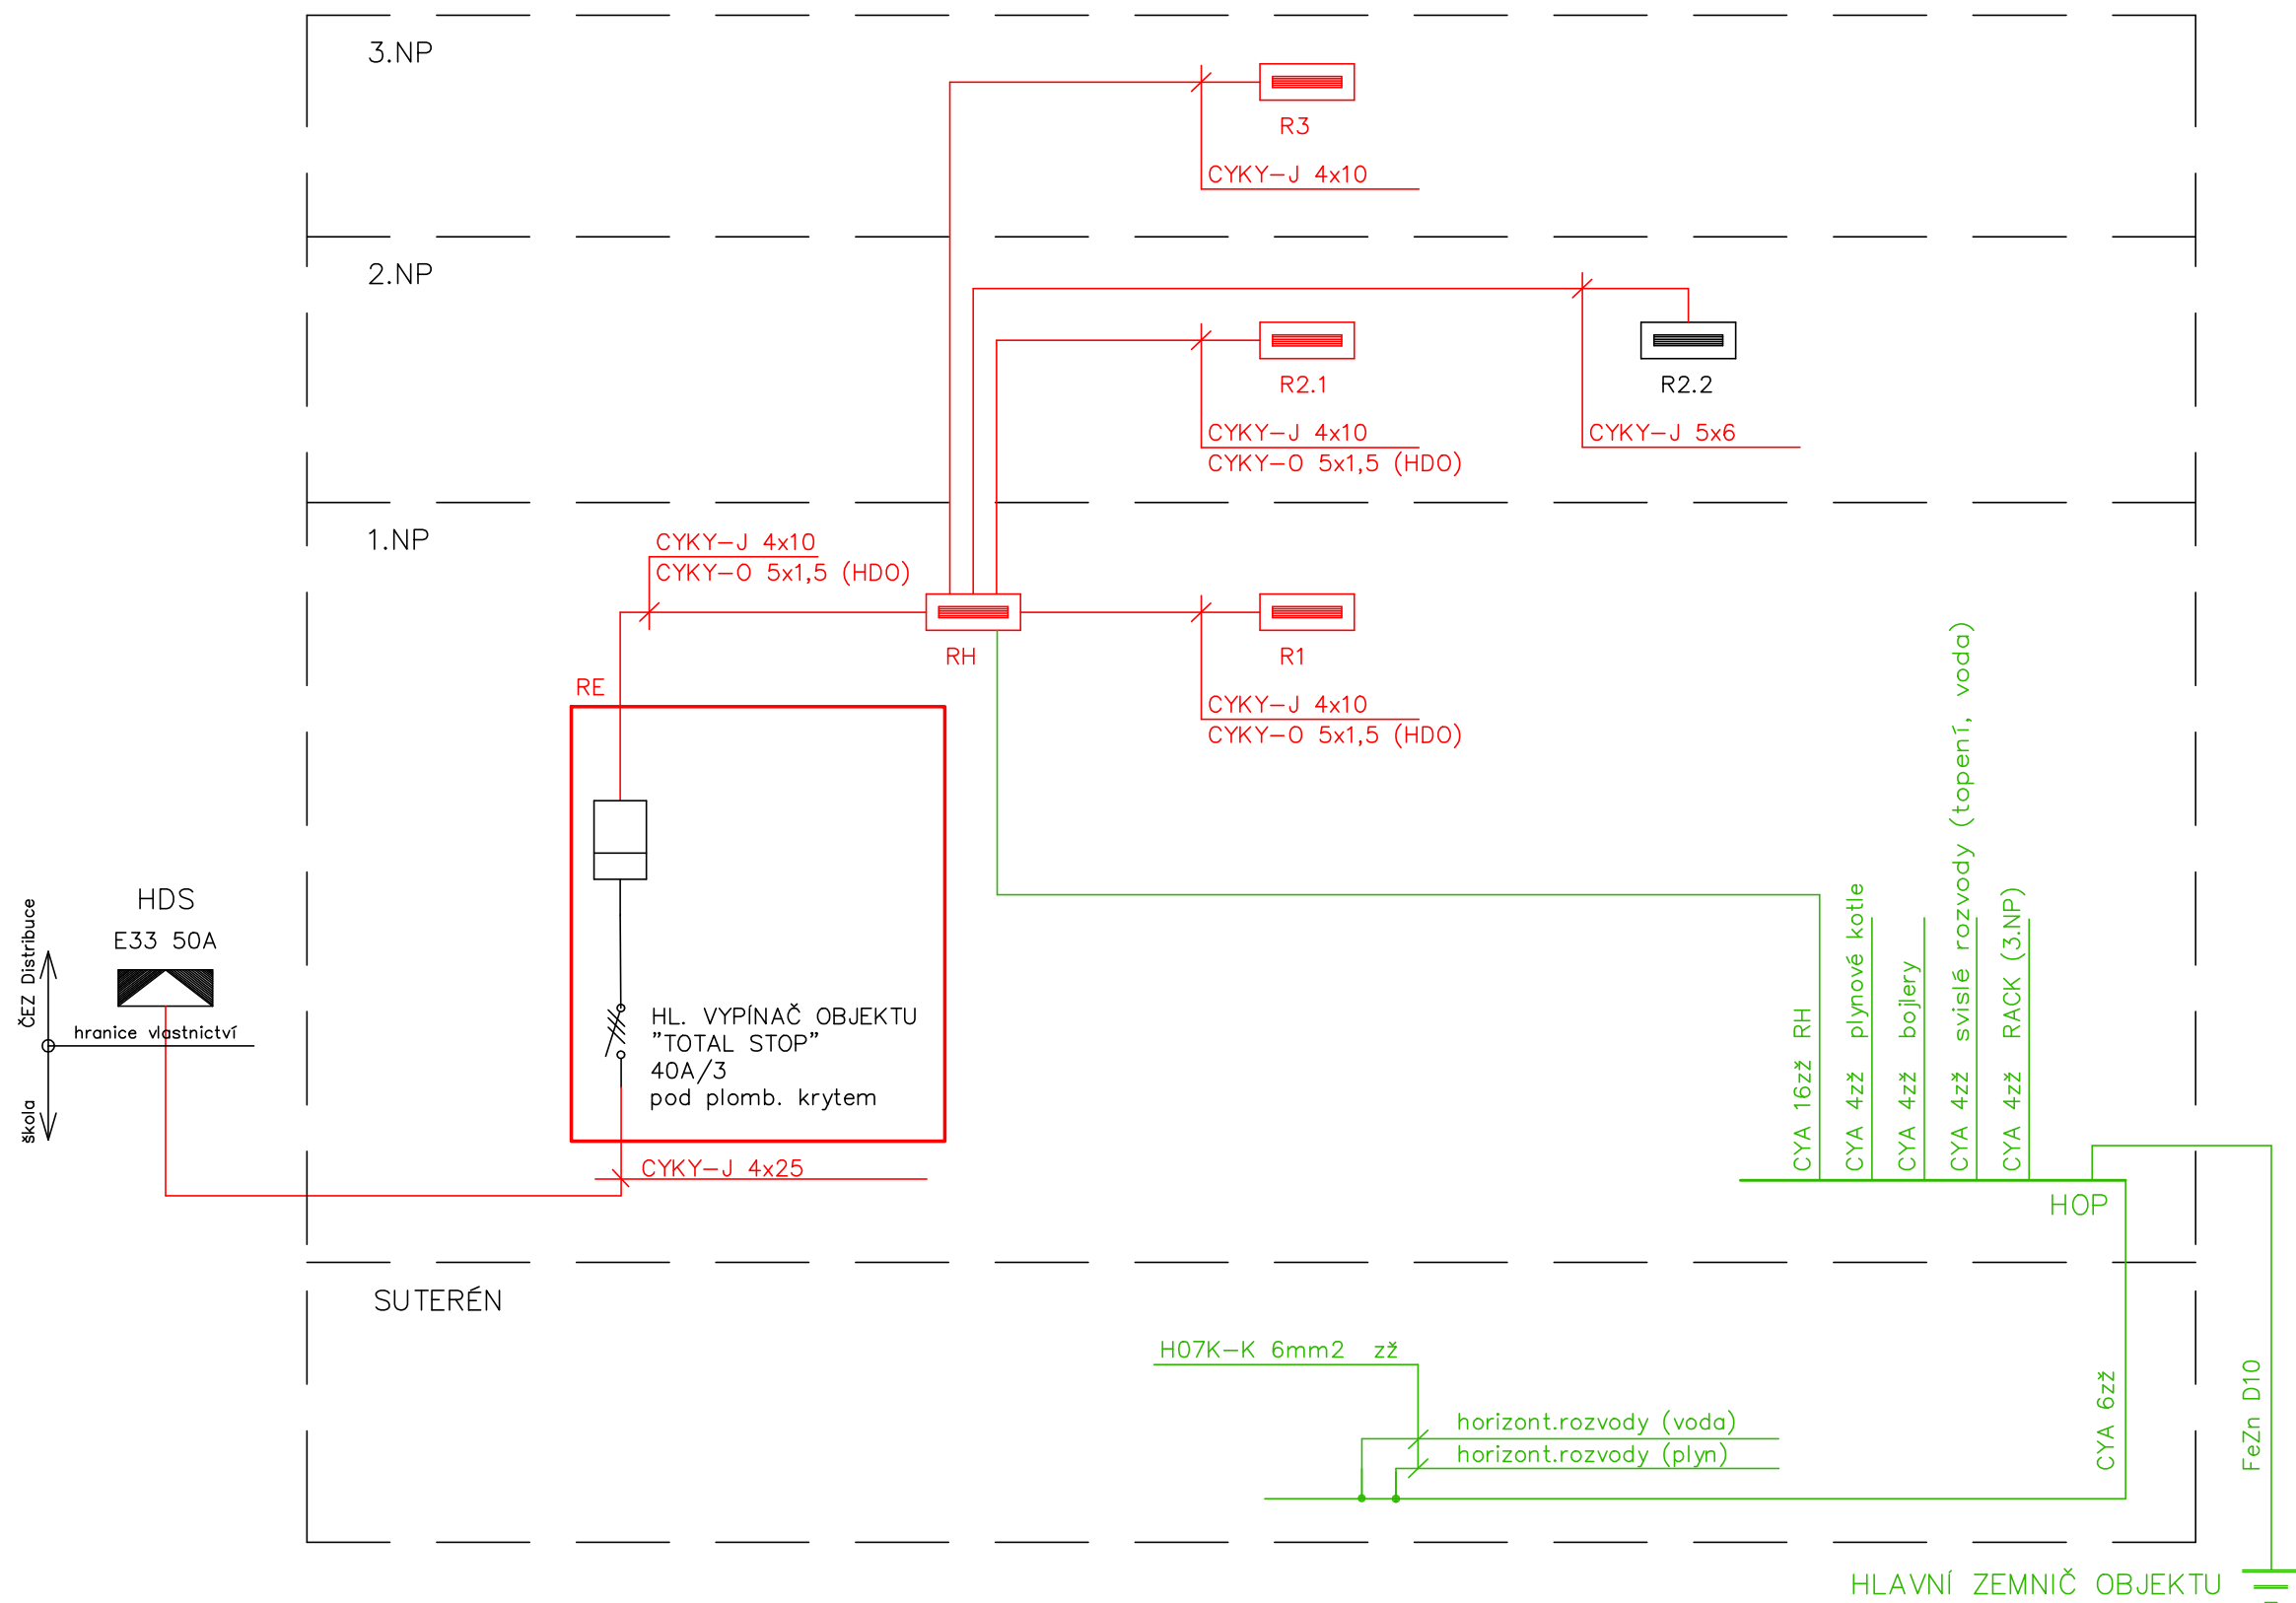 3.NP
R3
CYKY-J 4x10
2.NP
R2.1
CYKY-J 4x10
CYKY-O 5x1,5 (HDO)
R2.2
CYKY-J 5x6
1.NP
CYKY-J 4x10
CYKY-O 5x1,5 (HDO)
RH
R1
CYKY-J 4x10
CYKY-O 5x1,5 (HDO)
RE
HL. VYPÍNAČ OBJEKTU
"TOTAL STOP"
40A/3
pod plomb. krytem
CYKY-J 4x25
HDS
E33 50A
ČEZ Distribuce
hranice vlastnictví
škola
CYA 16zž RH
CYA 4zž plynové kotle
CYA 4zž bojlery
CYA 4zž svislé rozvody (topení, voda)
CYA 4zž RACK (3.NP)
HOP
SUTERÉN
H07K-K 6mm2 zž
horizont.rozvody (voda)
horizont.rozvody (plyn)
CYA 6zž
FeZn D10
HLAVNÍ ZEMNIČ OBJEKTU